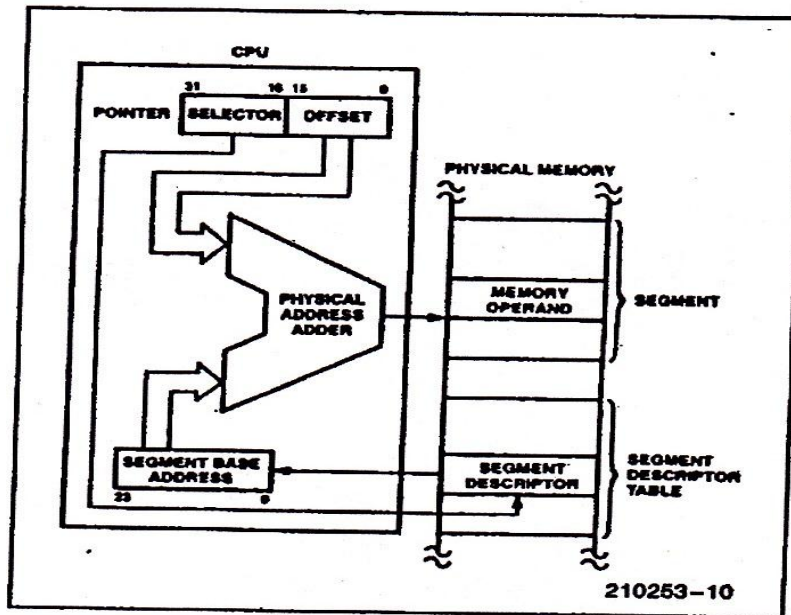 CPU
31 16 15 0
POINTER SELECTOR OFFSET
PHYSICAL MEMORY
PHYSICAL
ADDRESS
ADDER
MEMORY
OPERAND
SEGMENT
SEGMENT BASE
ADDRESS
23 0
SEGMENT
DESCRIPTOR
SEGMENT
DESCRIPTOR
TABLE
210253-10